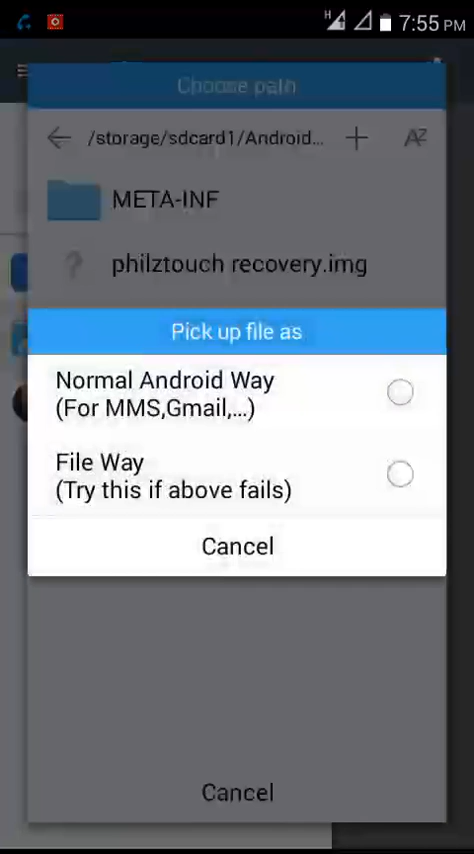 H 7:55 PM
Choose path
/storage/sdcard1/Android... AZ
META-INF
? philztouch recovery.img
Pick up file as
Normal Android Way
(For MMS,Gmail,...)
File Way
(Try this if above fails)
Cancel
Cancel